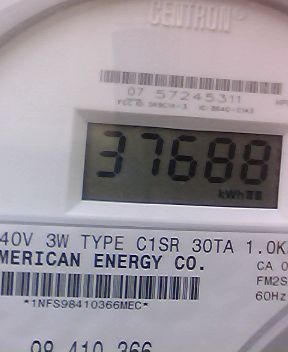 CENTRON®
07 57245311
37688
kWh
40V 3W TYPE C1SR 30TA 1.0K
MERICAN ENERGY CO.
CA 0
FM2S
60Hz
*1NFS98410366MEC*
98 410 366